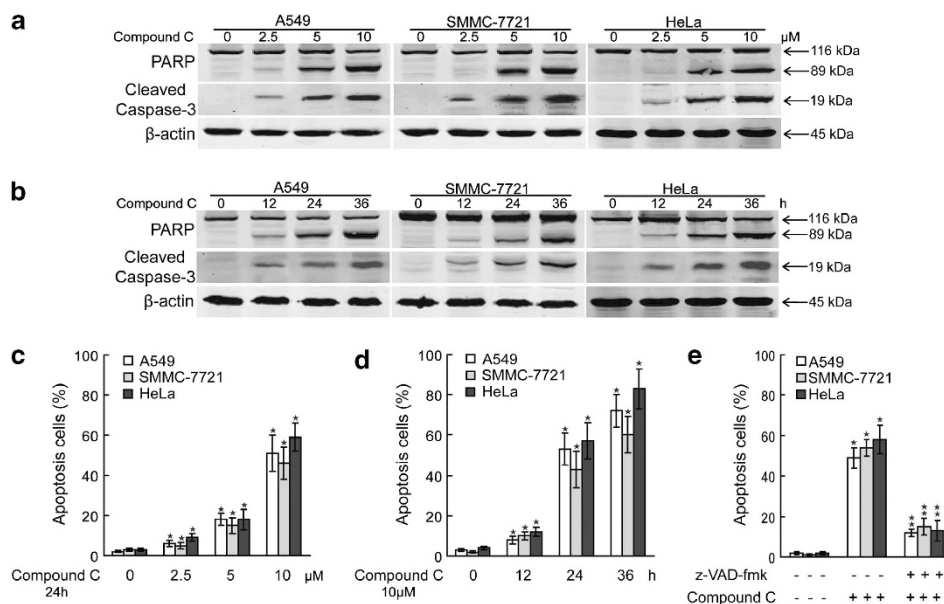 a
A549 SMMC-7721 HeLa
Compound C 0 2.5 5 10 0 2.5 5 10 0 2.5 5 10 μM
PARP 116 kDa
89 kDa
Cleaved
Caspase-3 19 kDa
β-actin 45 kDa
b
A549 SMMC-7721 HeLa
Compound C 0 12 24 36 0 12 24 36 0 12 24 36 h
PARP 116 kDa
89 kDa
Cleaved
Caspase-3 19 kDa
β-actin 45 kDa
c
Apoptosis cells (%)
100
80
60
40
20
0
A549
SMMC-7721
HeLa
* * * * * * * * *
Compound C 0 2.5 5 10 μM
24h
d
Apoptosis cells (%)
100
80
60
40
20
0
A549
SMMC-7721
HeLa
* * * * * * * * *
Compound C 0 12 24 36 h
10μM
e
Apoptosis cells (%)
100
80
60
40
20
0
A549
SMMC-7721
HeLa
* * * ** ** **
z-VAD-fmk - - - - - - + + +
Compound C - - - + + + + + +